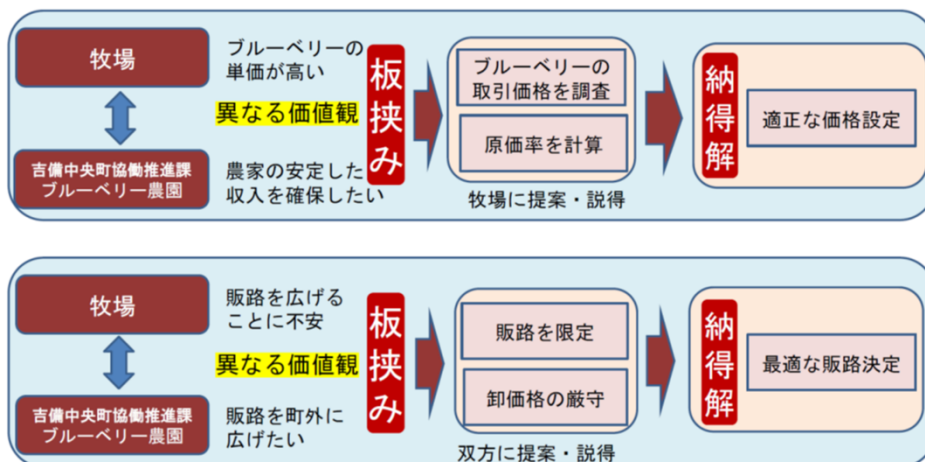 牧場
ブルーベリーの
単価が高い
異なる価値観
吉備中央町協働推進課
ブルーベリー農園
農家の安定した
収入を確保したい
板挟み
ブルーベリーの
取引価格を調査
原価率を計算
牧場に提案・説得
納得解
適正な価格設定
牧場
販路を広げる
ことに不安
異なる価値観
吉備中央町協働推進課
ブルーベリー農園
販路を町外に
広げたい
板挟み
販路を限定
卸価格の厳守
双方に提案・説得
納得解
最適な販路決定